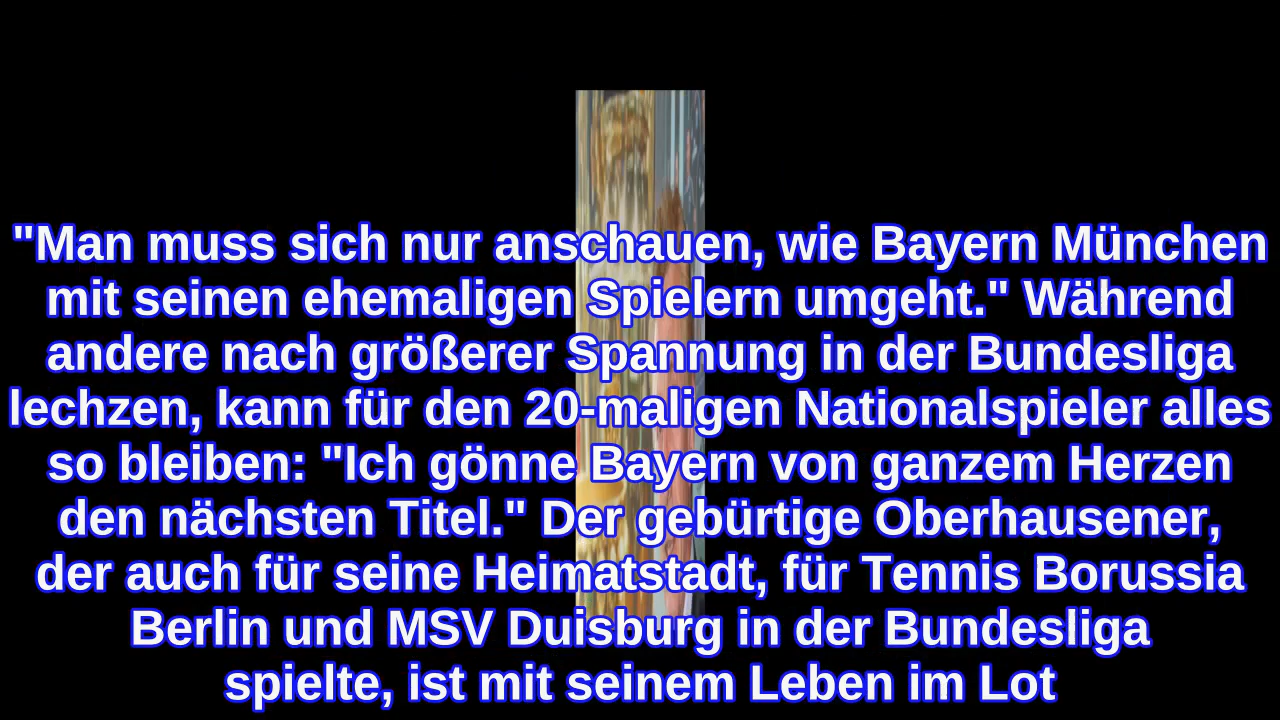 "Man muss sich nur anschauen, wie Bayern München
mit seinen ehemaligen Spielern umgeht." Während
andere nach größerer Spannung in der Bundesliga
lechzen, kann für den 20-maligen Nationalspieler alles
so bleiben: "Ich gönne Bayern von ganzem Herzen
den nächsten Titel." Der gebürtige Oberhausener,
der auch für seine Heimatstadt, für Tennis Borussia
Berlin und MSV Duisburg in der Bundesliga
spielte, ist mit seinem Leben im Lot